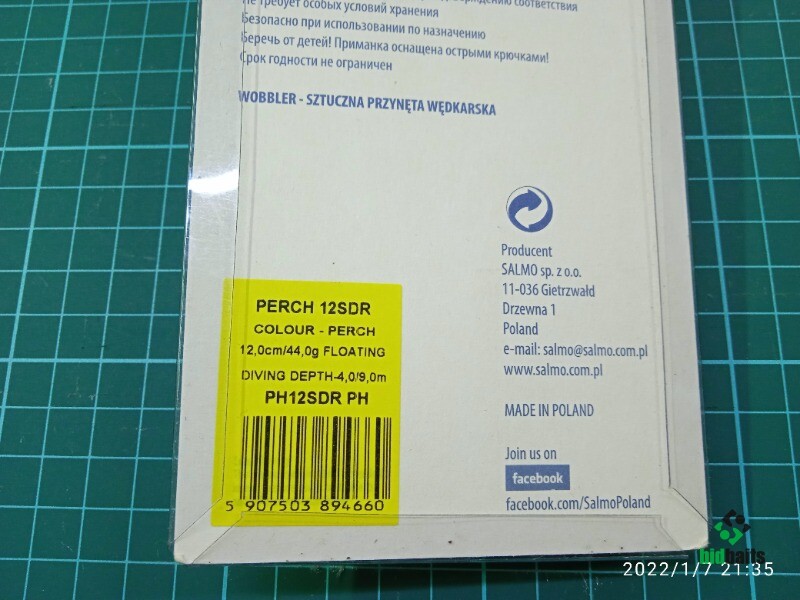 соответствия
Не требует особых условий хранения
Безопасно при использовании по назначению
Беречь от детей! Приманка оснащена острыми крючками!
Срок годности не ограничен
WOBBLER - SZTUCZNA PRZYNĘTA WĘDKARSKA
Producent
SALMO sp. z o.o.
11-036 Gietrzwałd
Drzewna 1
Poland
e-mail: salmo@salmo.com.pl
www.salmo.com.pl
MADE IN POLAND
Join us on
facebook
facebook.com/SalmoPoland
PERCH 12SDR
COLOUR - PERCH
12,0cm/44,0g FLOATING
DIVING DEPTH-4,0/9,0m
PH12SDR PH
5 907503 894660
bidbaits
2022/1/7 21:35